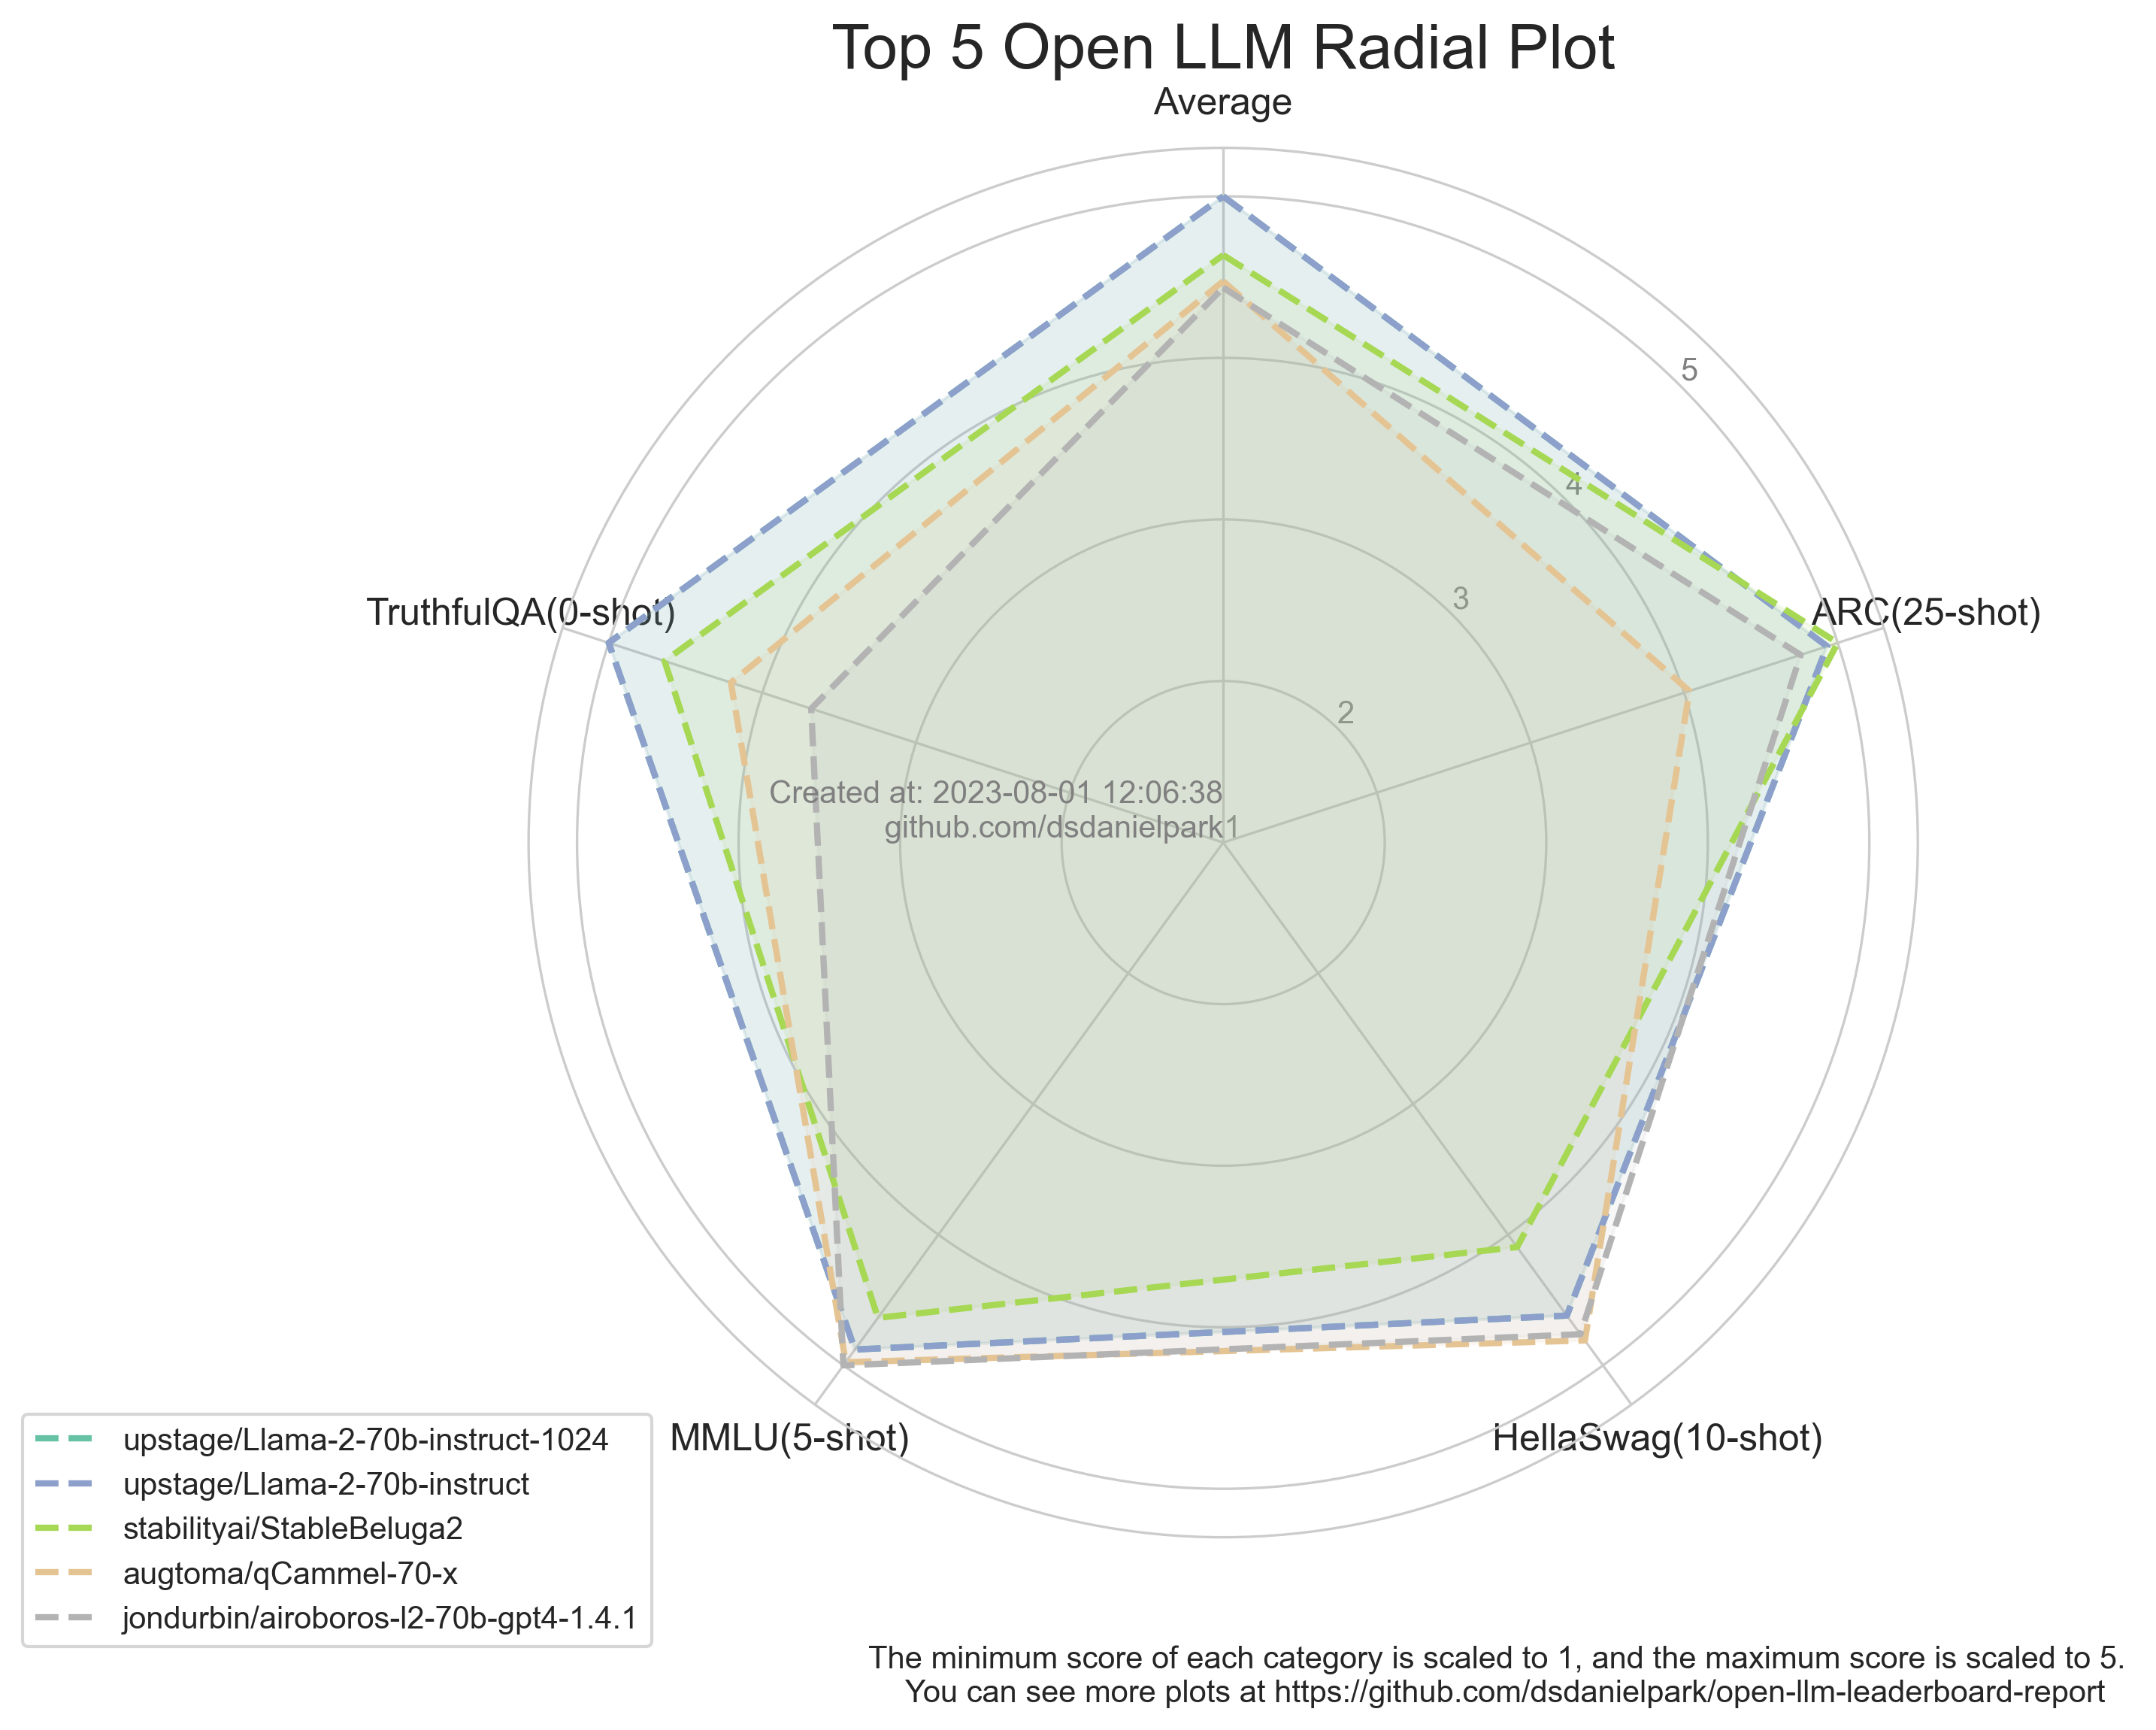 Top 5 Open LLM Radial Plot
Average
5
4
3
2
1
TruthfulQA(0-shot)
ARC(25-shot)
Created at: 2023-08-01 12:06:38
github.com/dsdanielpark
MMLU(5-shot)
HellaSwag(10-shot)
upstage/Llama-2-70b-instruct-1024
upstage/Llama-2-70b-instruct
stabilityai/StableBeluga2
augtoma/qCammel-70-x
jondurbin/airoboros-l2-70b-gpt4-1.4.1
The minimum score of each category is scaled to 1, and the maximum score is scaled to 5.
You can see more plots at https://github.com/dsdanielpark/open-llm-leaderboard-report